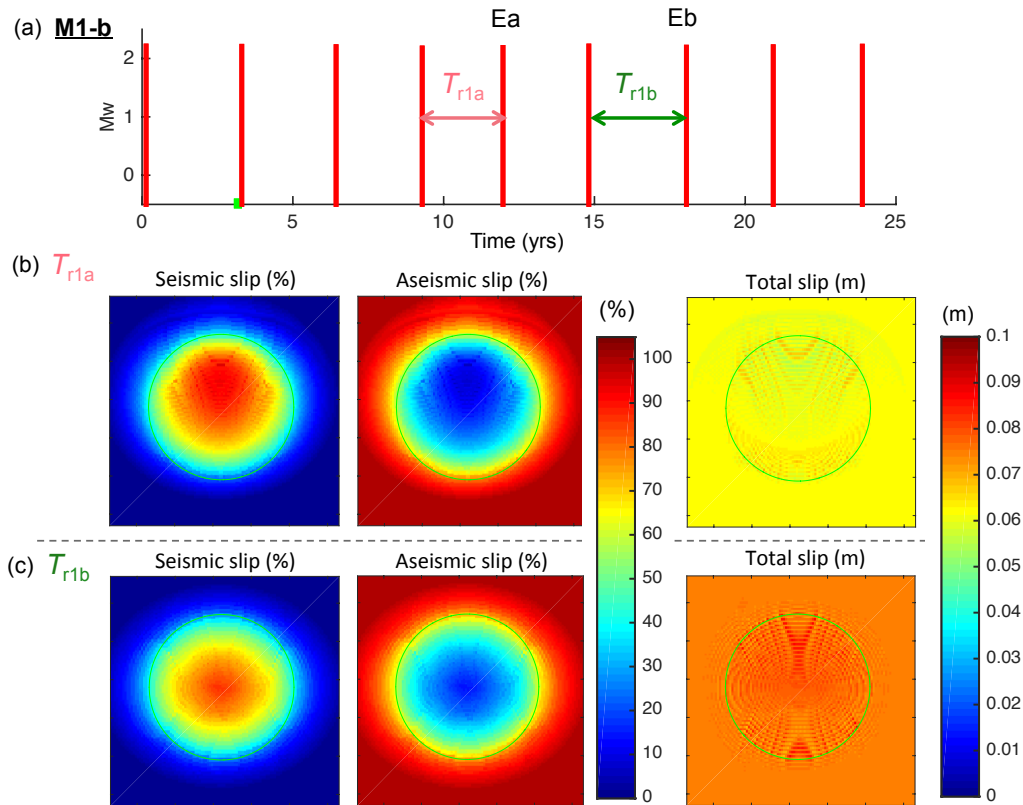 (a) M1-b
Ea
Eb
2
1
0
Mw
Tr1a
Tr1b
0
5
10
15
20
25
Time (yrs)
(b) Tr1a
Seismic slip (%)
Aseismic slip (%)
(%)
Total slip (m)
(m)
100
90
80
70
60
50
40
30
20
10
0
0.1
0.09
0.08
0.07
0.06
0.05
0.04
0.03
0.02
0.01
0
(c) Tr1b
Seismic slip (%)
Aseismic slip (%)
Total slip (m)